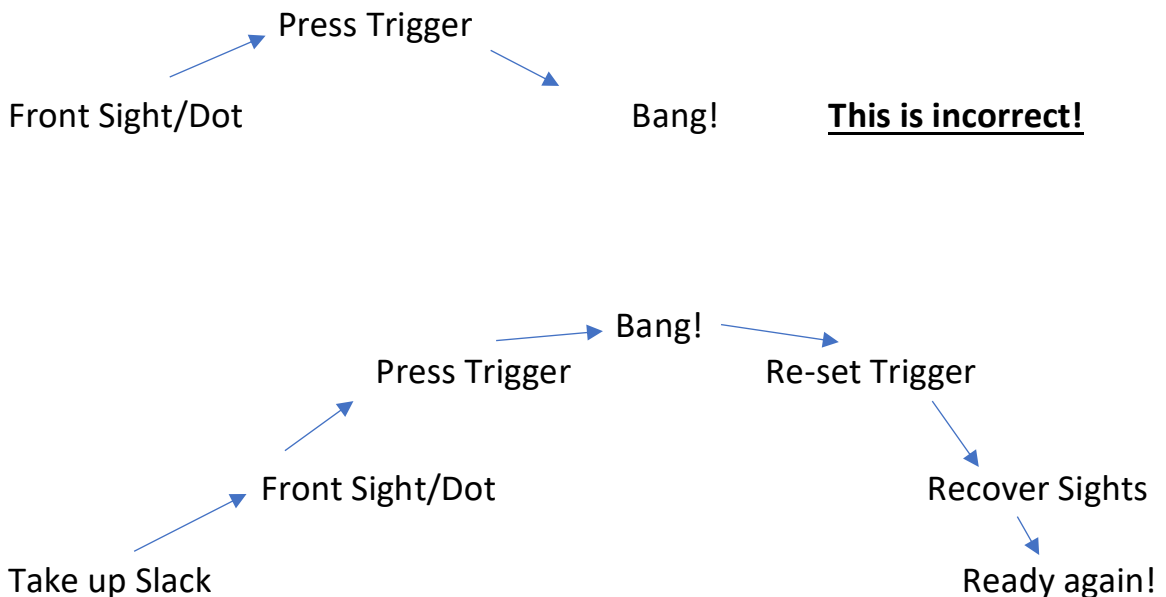 Press Trigger
Front Sight/Dot Bang! This is incorrect!
Bang!
Press Trigger Re-set Trigger
Front Sight/Dot Recover Sights
Take up Slack Ready again!